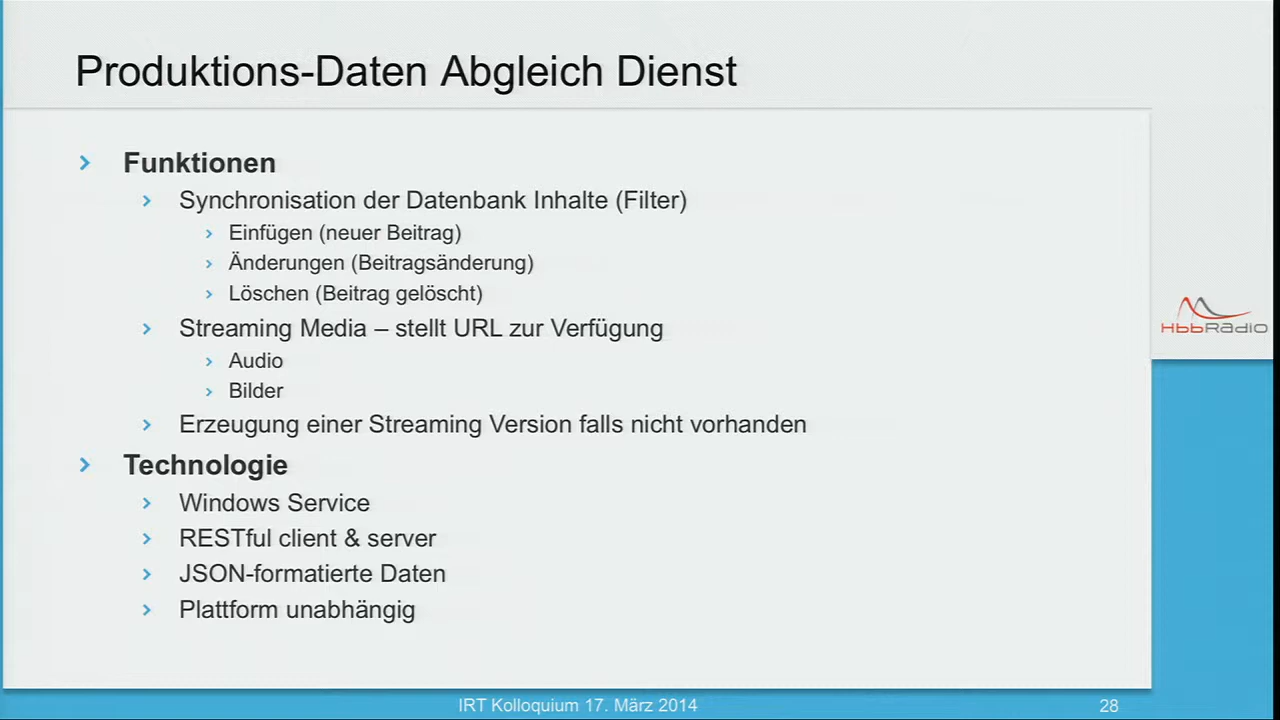 Produktions-Daten Abgleich Dienst
Funktionen
Synchronisation der Datenbank Inhalte (Filter)
Einfügen (neuer Beitrag)
Änderungen (Beitragsänderung)
Löschen (Beitrag gelöscht)
Streaming Media – stellt URL zur Verfügung
Audio
Bilder
Erzeugung einer Streaming Version falls nicht vorhanden
Technologie
Windows Service
RESTful client & server
JSON-formatierte Daten
Plattform unabhängig
HbbRadio
IRT Kolloquium 17. März 2014
28